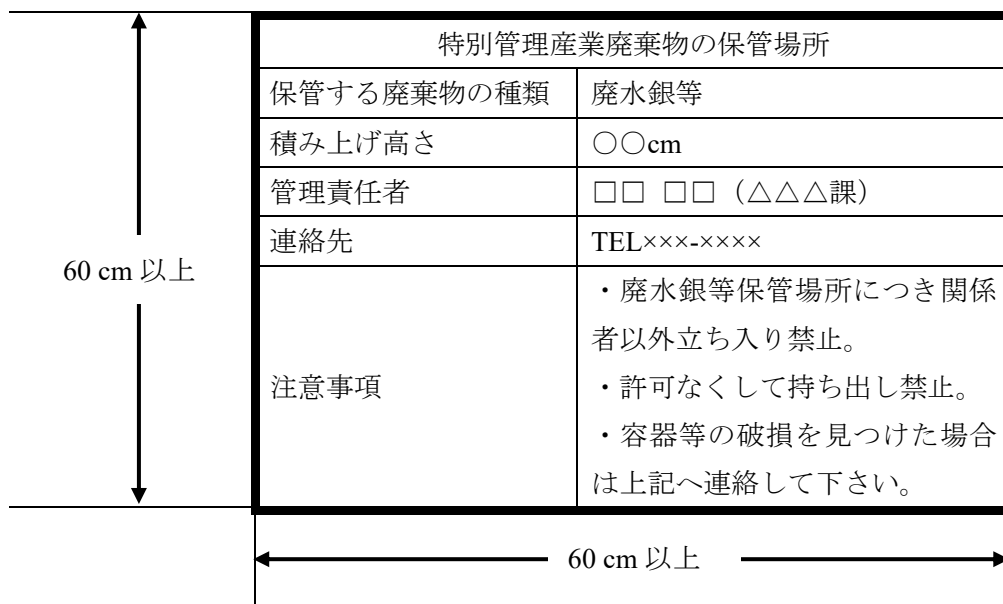 特別管理産業廃棄物の保管場所
保管する廃棄物の種類 廃水銀等
積み上げ高さ ○○cm
管理責任者 □□ □□（△△△課）
連絡先 TEL×××-××××
60 cm 以上
注意事項
・廃水銀等保管場所につき関係
者以外立ち入り禁止。
・許可なくして持ち出し禁止。
・容器等の破損を見つけた場合
は上記へ連絡して下さい。
60 cm 以上